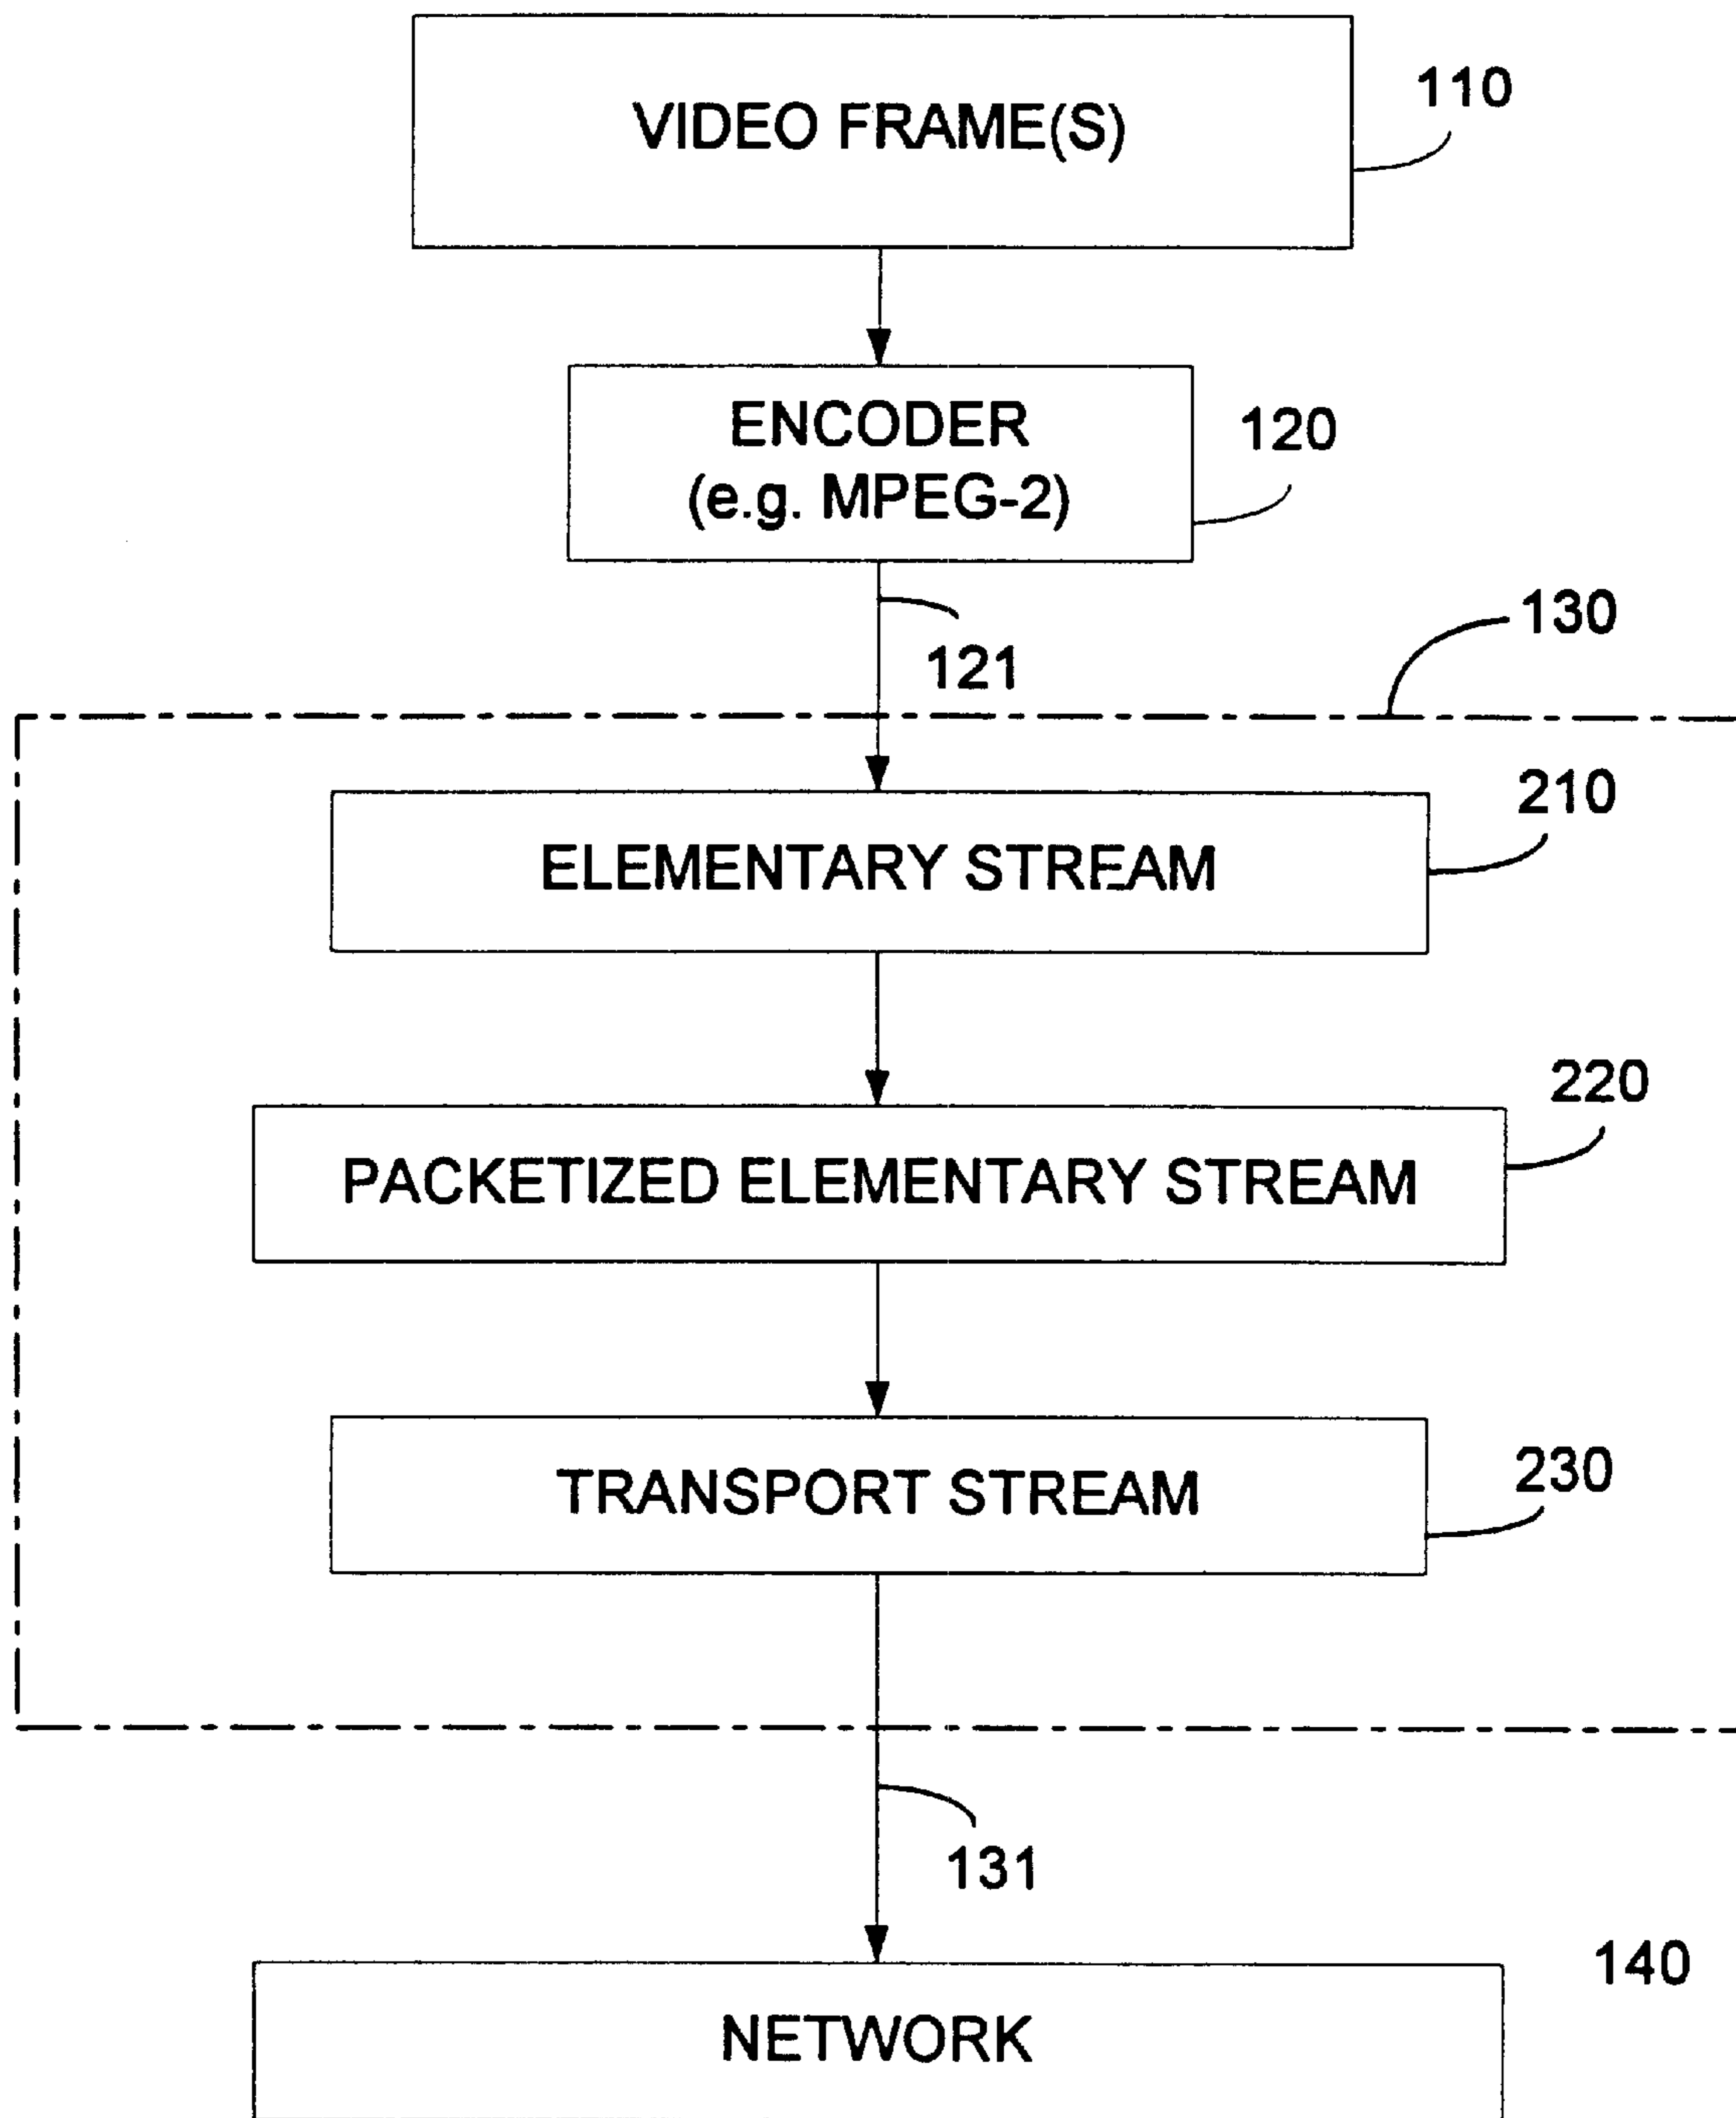 VIDEO FRAME(S)
110
ENCODER
(e.g. MPEG-2)
120
121
130
ELEMENTARY STREAM
210
PACKETIZED ELEMENTARY STREAM
220
TRANSPORT STREAM
230
131
140
NETWORK